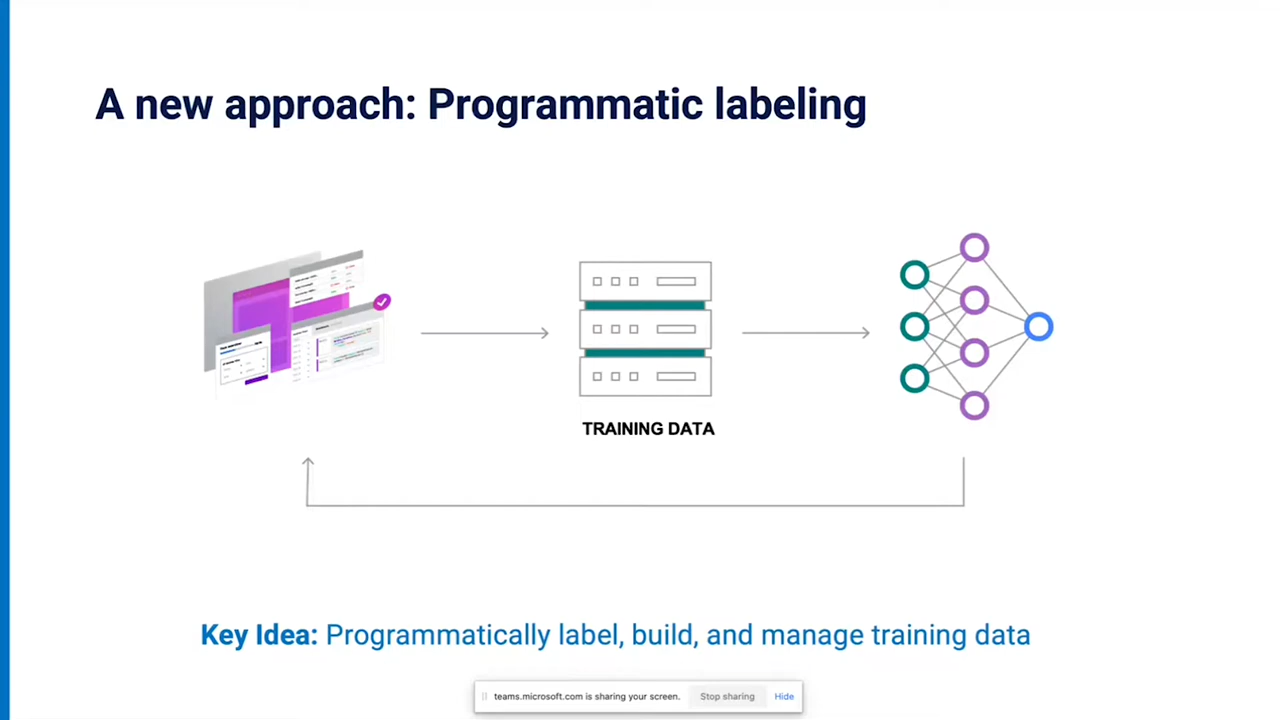 A new approach: Programmatic labeling
TRAINING DATA
Key Idea: Programmatically label, build, and manage training data
teams.microsoft.com is sharing your screen.
Stop sharing
Hide